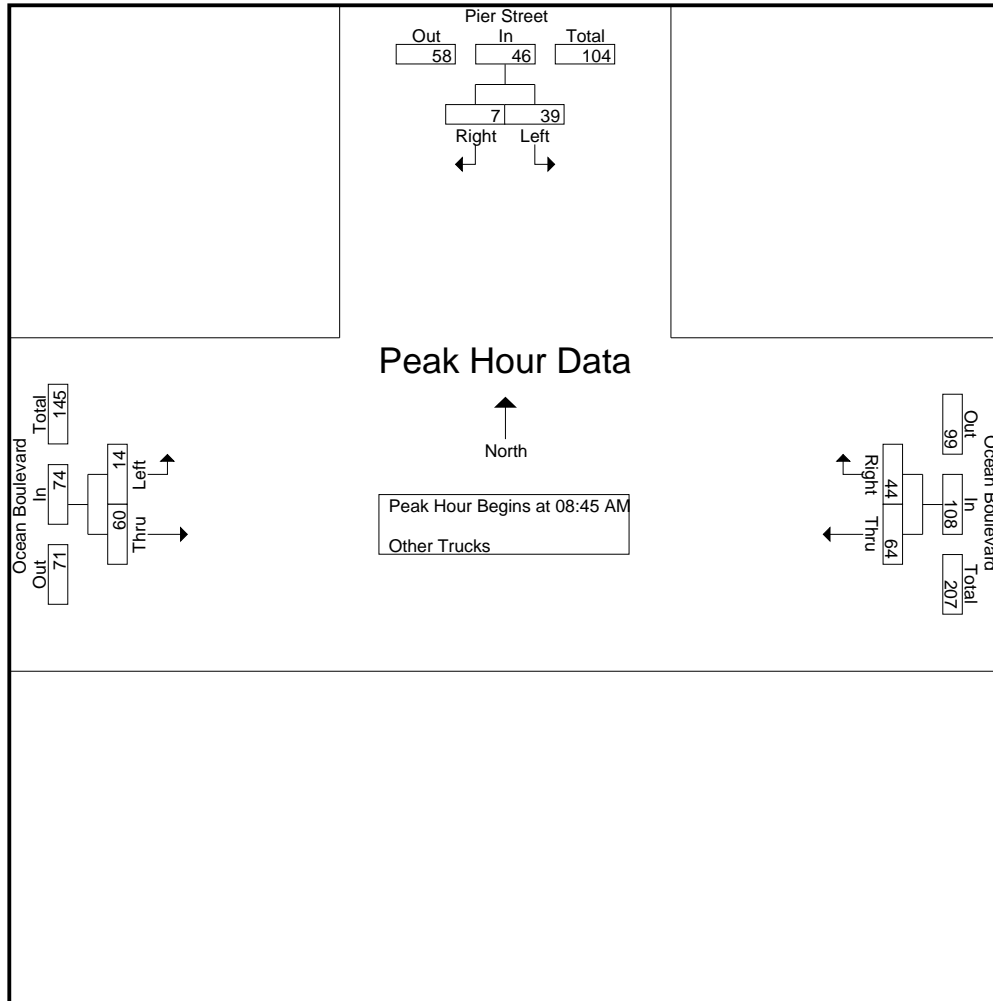 Pier Street
Out In Total
58 46 104
7 39
Right Left
Peak Hour Data
North
Peak Hour Begins at 08:45 AM
Other Trucks
Ocean Boulevard
Total In Out
145 74 71
14 60
Left Thru
Ocean Boulevard
Out In Total
99 108 207
44 64
Right Thru